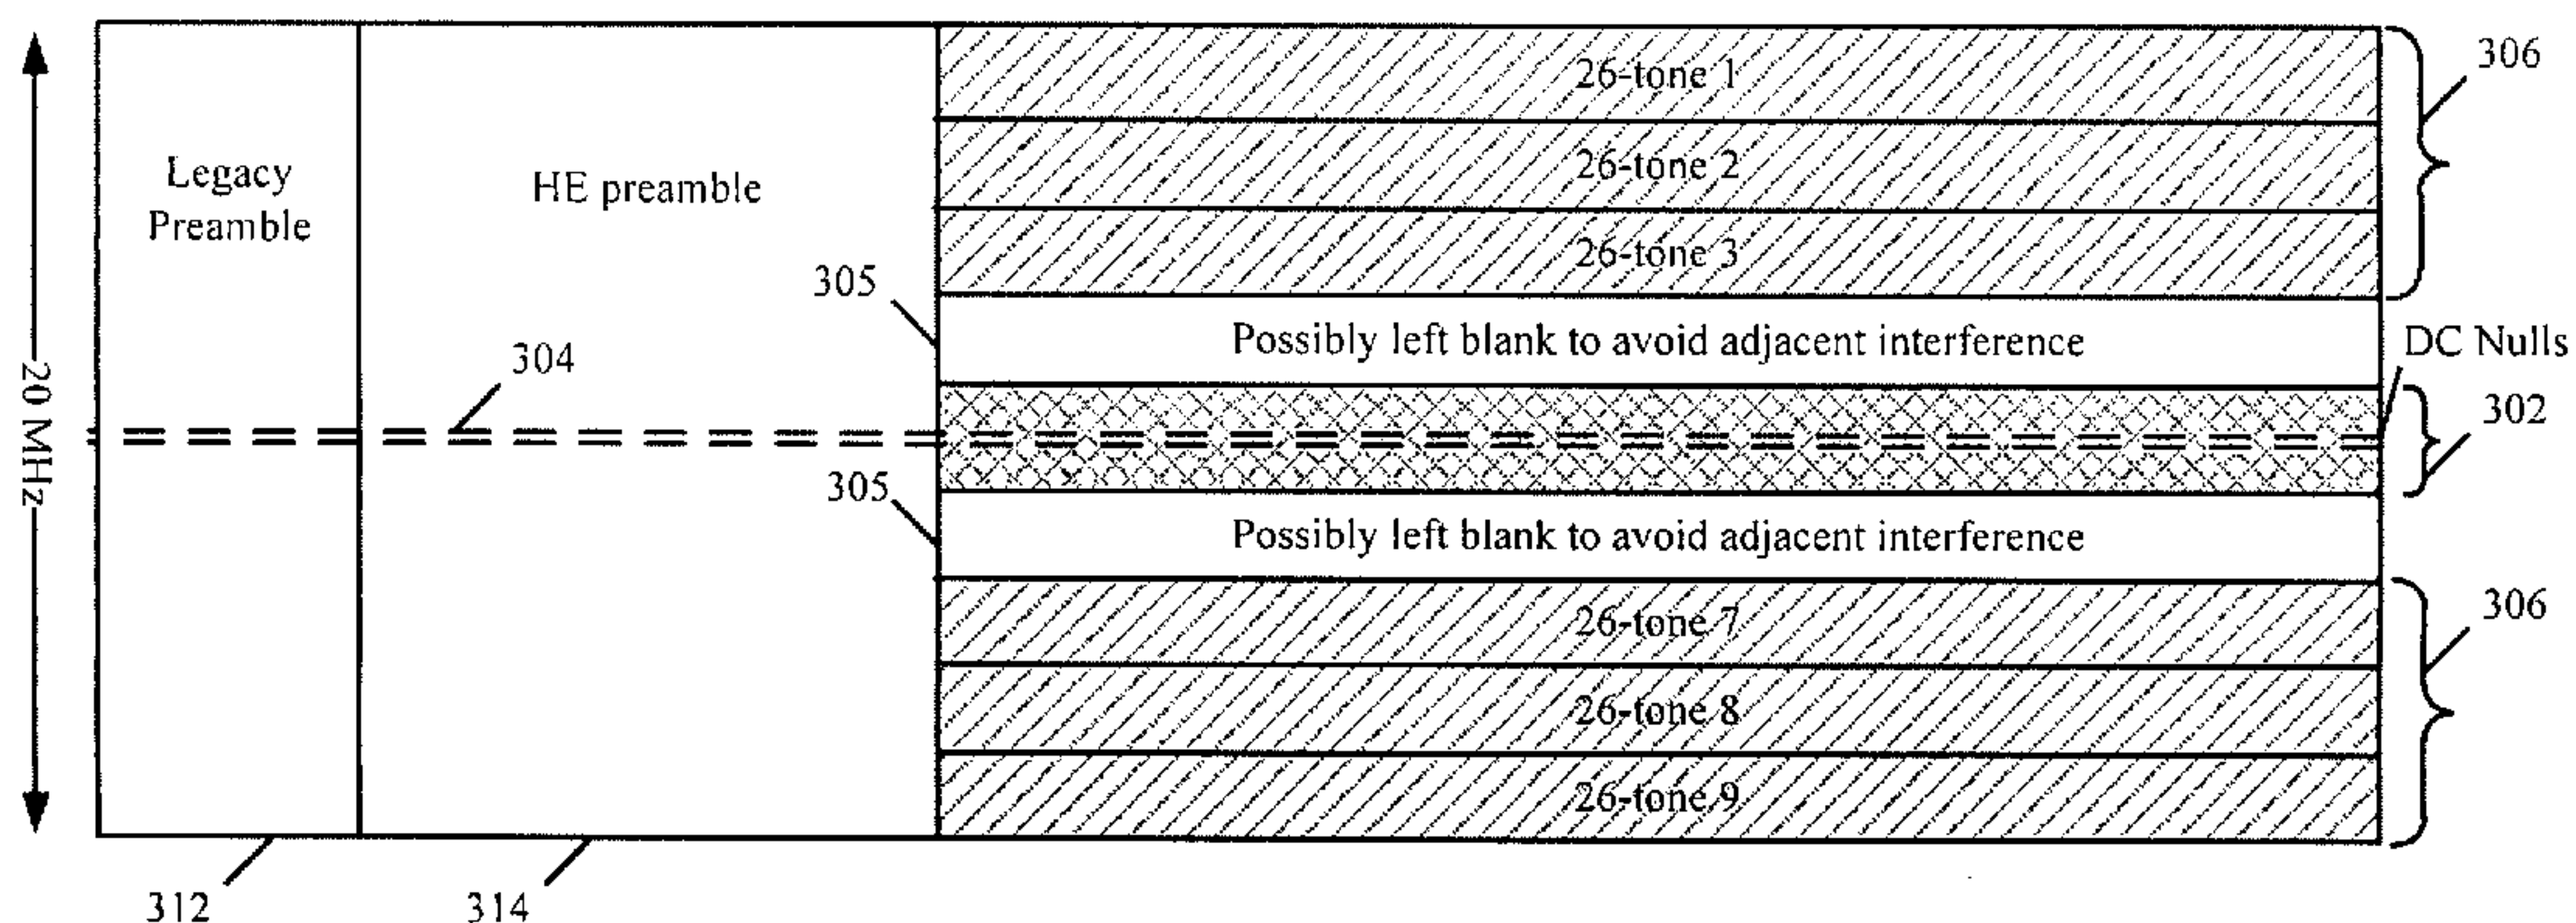 306
26-tone 1
Legacy
Preamble
HE preamble
26-tone 2
26-tone 3
305
Possibly left blank to avoid adjacent interference
DC Nulls
304
20 MHz
302
305
Possibly left blank to avoid adjacent interference
306
26-tone 7
26-tone 8
26-tone 9
312
314